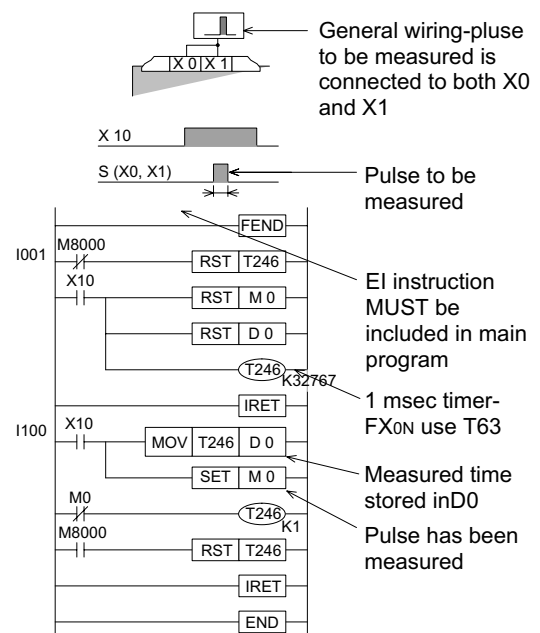 General wiring-pluse
to be measured is
connected to both X0
and X1
X 0 X 1
X 10
S (X0, X1)
Pulse to be
measured
FEND
I001
M8000
RST T246
X10
RST M 0
EI instruction
MUST be
included in main
program
RST D 0
T246
K32767
1 msec timer-
FX0N use T63
IRET
I100
X10
MOV T246 D 0
Measured time
stored inD0
SET M 0
M0
T246
K1
Pulse has been
measured
M8000
RST T246
IRET
END